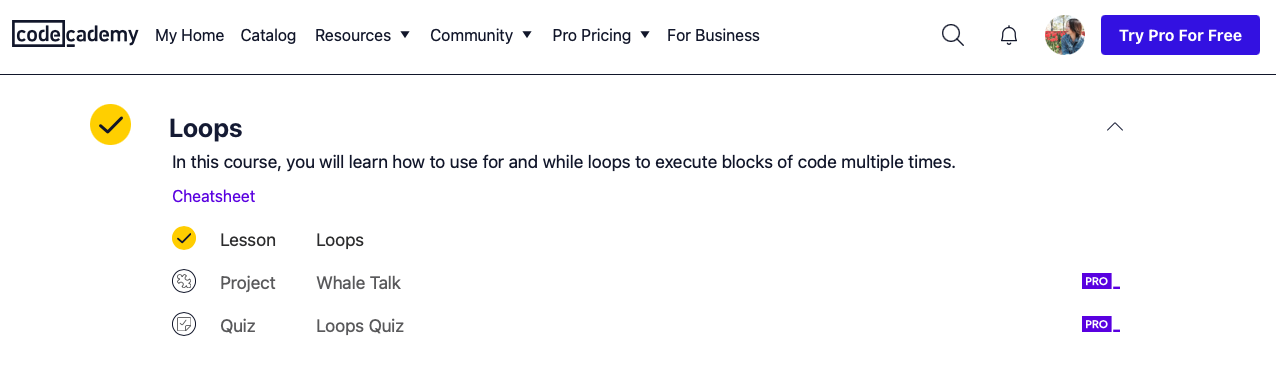 codecademy My Home Catalog Resources Community Pro Pricing For Business Try Pro For Free
Loops
In this course, you will learn how to use for and while loops to execute blocks of code multiple times.
Cheatsheet
Lesson Loops
Project Whale Talk PRO_
Quiz Loops Quiz PRO_